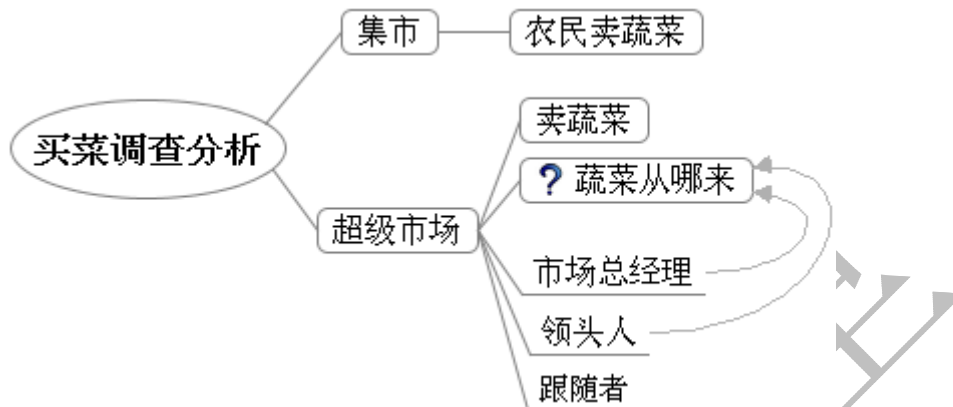 集市
农民卖蔬菜
买菜调查分析
卖蔬菜
? 蔬菜从哪来
超级市场
市场总经理
领头人
跟随者